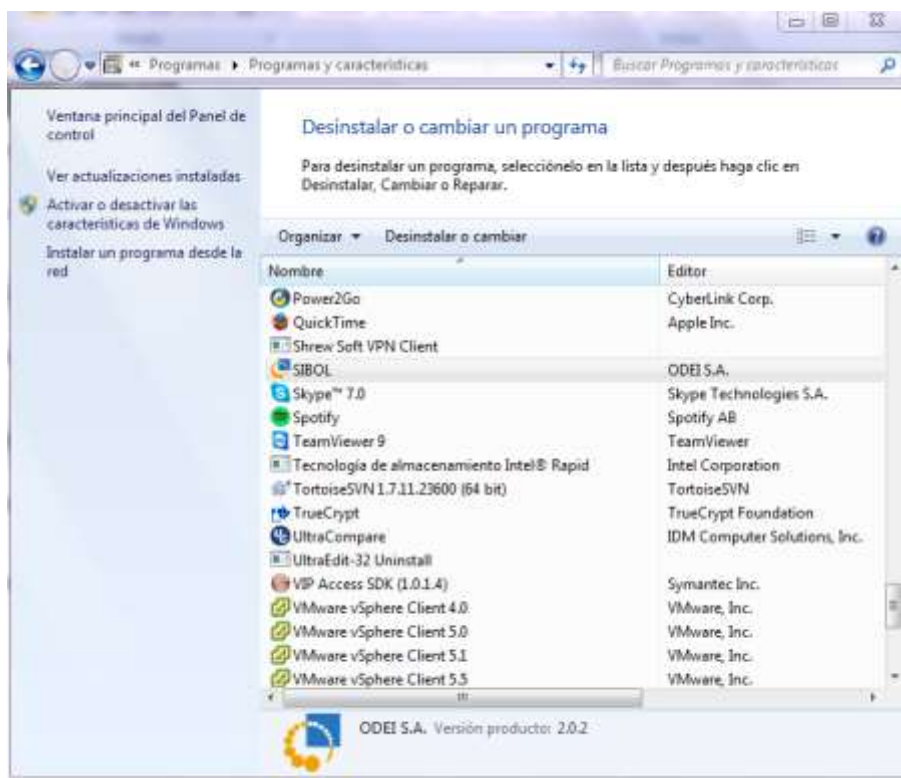 « Programas ▸ Programas y características
Buscar Programas y características
Ventana principal del Panel de
control
Ver actualizaciones instaladas
Activar o desactivar las
características de Windows
Instalar un programa desde la
red
Desinstalar o cambiar un programa
Para desinstalar un programa, selecciónelo en la lista y después haga clic en
Desinstalar, Cambiar o Reparar.
Organizar Desinstalar o cambiar
Nombre Editor
Power2Go CyberLink Corp.
QuickTime Apple Inc.
Shrew Soft VPN Client
SIBOL ODEI S.A.
Skype™ 7.0 Skype Technologies S.A.
Spotify Spotify AB
TeamViewer 9 TeamViewer
Tecnología de almacenamiento Intel® Rapid Intel Corporation
TortoiseSVN 1.7.11.23600 (64 bit) TortoiseSVN
TrueCrypt TrueCrypt Foundation
UltraCompare IDM Computer Solutions, Inc.
UltraEdit-32 Uninstall
VIP Access SDK (1.0.1.4) Symantec Inc.
VMware vSphere Client 4.0 VMware, Inc.
VMware vSphere Client 5.0 VMware, Inc.
VMware vSphere Client 5.1 VMware, Inc.
VMware vSphere Client 5.5 VMware, Inc.
ODEI S.A. Versión producto: 2.0.2